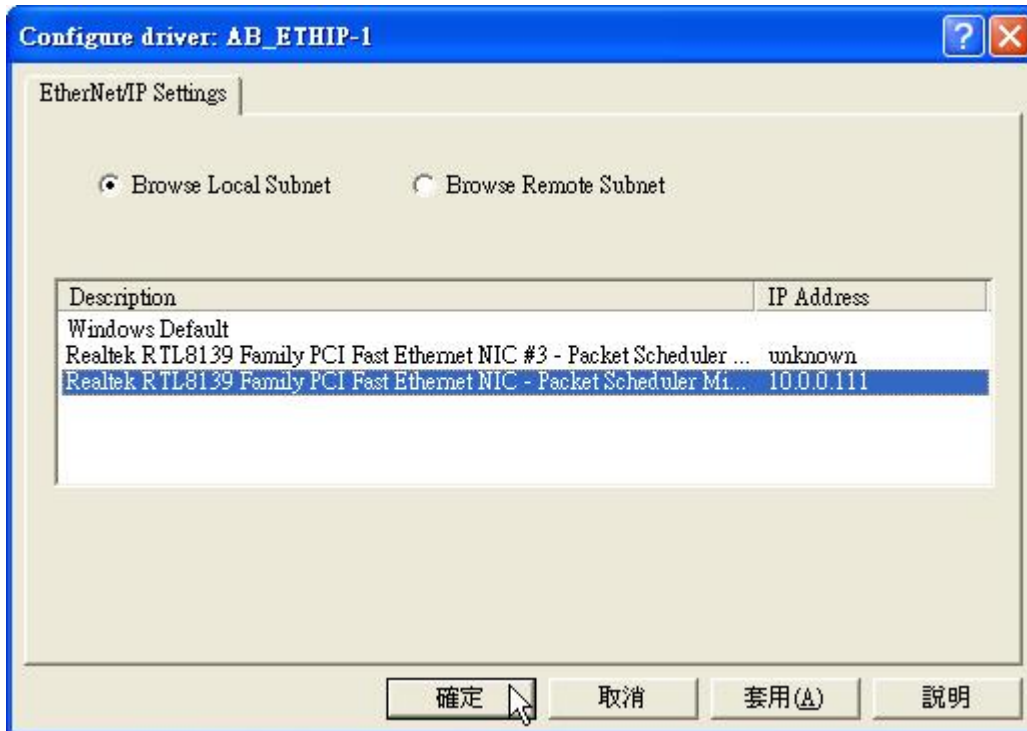 Configure driver: AB_ETHIP-1
EtherNet/IP Settings
Browse Local Subnet Browse Remote Subnet
Description IP Address
Windows Default
Realtek RTL8139 Family PCI Fast Ethernet NIC #3 - Packet Scheduler ... unknown
Realtek RTL8139 Family PCI Fast Ethernet NIC - Packet Scheduler Mi... 10.0.0.111
確定 取消 套用(A) 說明